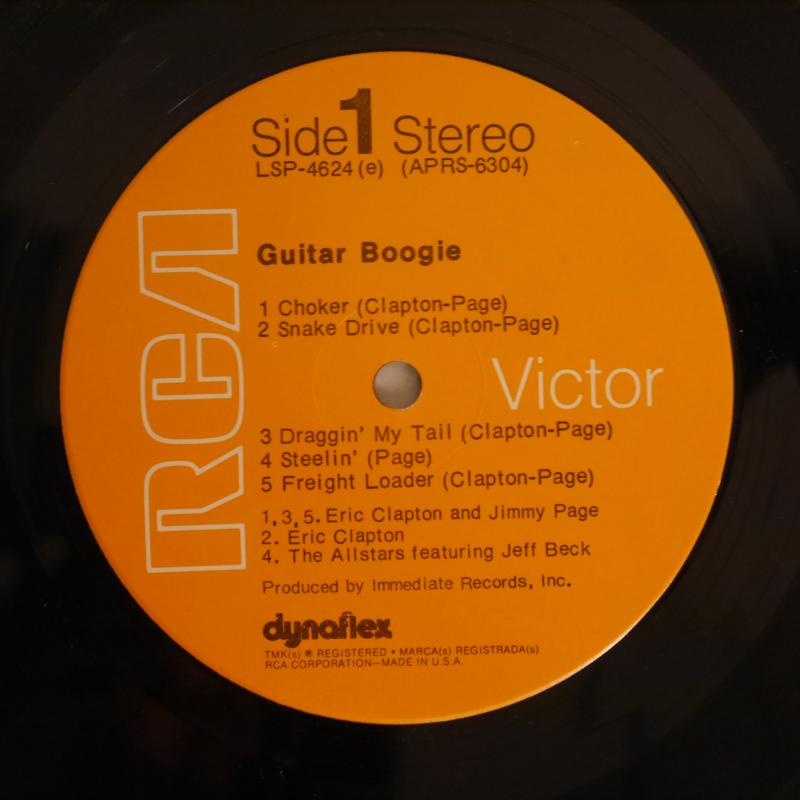 Side 1 Stereo
LSP-4624 (e) (APRS-6304)
RCA
Guitar Boogie
1 Choker (Clapton-Page)
2 Snake Drive (Clapton-Page)
Victor
3 Draggin' My Tail (Clapton-Page)
4 Steelin' (Page)
5 Freight Loader (Clapton-Page)
1,3,5. Eric Clapton and Jimmy Page
2. Eric Clapton
4. The Allstars featuring Jeff Beck
Produced by Immediate Records, Inc.
dynaflex
TMK(s) ® REGISTERED • MARCA(s) REGISTRADA(s)
RCA CORPORATION—MADE IN U.S.A.